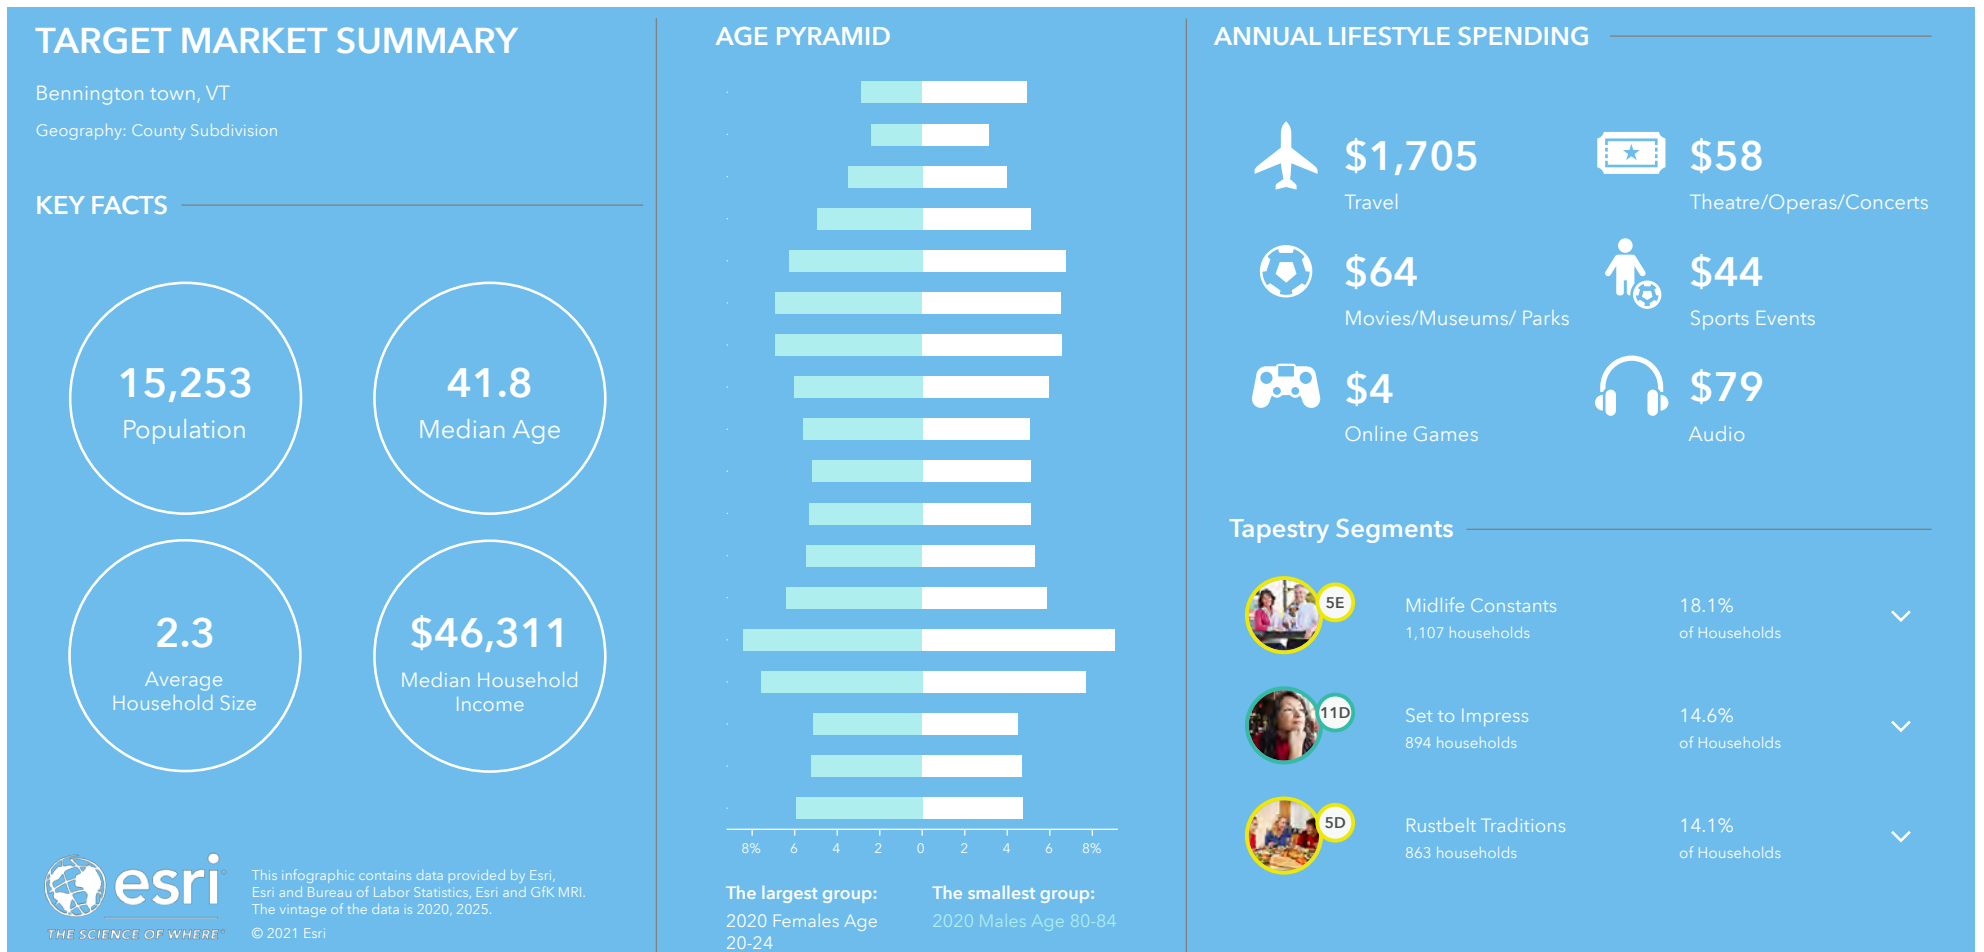 TARGET MARKET SUMMARY
Bennington town, VT
Geography: County Subdivision
KEY FACTS
15,253
Population
41.8
Median Age
2.3
Average
Household Size
$46,311
Median Household
Income
esri
THE SCIENCE OF WHERE®
This infographic contains data provided by Esri,
Esri and Bureau of Labor Statistics, Esri and GfK MRI.
The vintage of the data is 2020, 2025.
© 2021 Esri
AGE PYRAMID
8% 6 4 2 0 2 4 6 8%
The largest group:
2020 Females Age
20-24
The smallest group:
2020 Males Age 80-84
ANNUAL LIFESTYLE SPENDING
$1,705
Travel
$58
Theatre/Operas/Concerts
$64
Movies/Museums/ Parks
$44
Sports Events
$4
Online Games
$79
Audio
Tapestry Segments
5E
Midlife Constants
1,107 households
18.1%
of Households
11D
Set to Impress
894 households
14.6%
of Households
5D
Rustbelt Traditions
863 households
14.1%
of Households